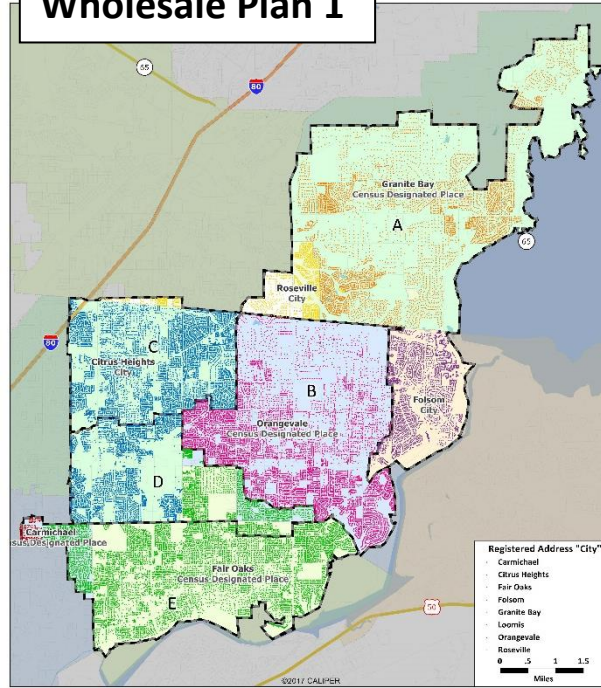 Wholesale Plan 1
65
80
Granite Bay
Census Designated Place
A
65
Roseville
City
80
C
Citrus Heights
City
B
Folsom
City
Orangevale
Census Designated Place
D
Carmichael
sus Designated Place
Fair Oaks
Census Designated Place
E
50
Registered Address "City"
Carmichael
Citrus Heights
Fair Oaks
Folsom
Granite Bay
Loomis
Orangevale
Roseville
0 .5 1 1.5
Miles
©2017 CALIPER